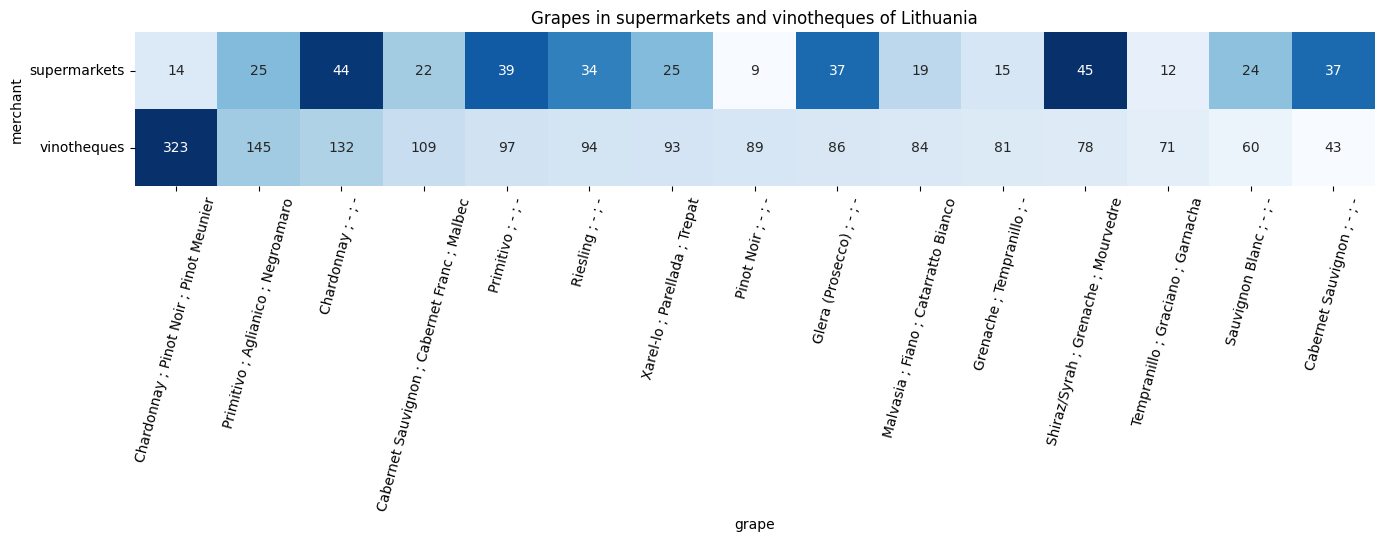 Grapes in supermarkets and vinotheques of Lithuania
merchant
supermarkets 14 25 44 22 39 34 25 9 37 19 15 45 12 24 37
vinotheques 323 145 132 109 97 94 93 89 86 84 81 78 71 60 43
Chardonnay ; Pinot Noir ; Pinot Meunier
Primitivo ; Aglianico ; Negroamaro
Chardonnay ; - ; -
Cabernet Sauvignon ; Cabernet Franc ; Malbec
Primitivo ; - ; -
Riesling ; - ; -
Xarel-lo ; Parellada ; Trepat
Pinot Noir ; - ; -
Glera (Prosecco) ; - ; -
Malvasia ; Fiano ; Catarratto Bianco
Grenache ; Tempranillo ; -
Shiraz/Syrah ; Grenache ; Mourvedre
Tempranillo ; Graciano ; Garnacha
Sauvignon Blanc ; - ; -
Cabernet Sauvignon ; - ; -
grape